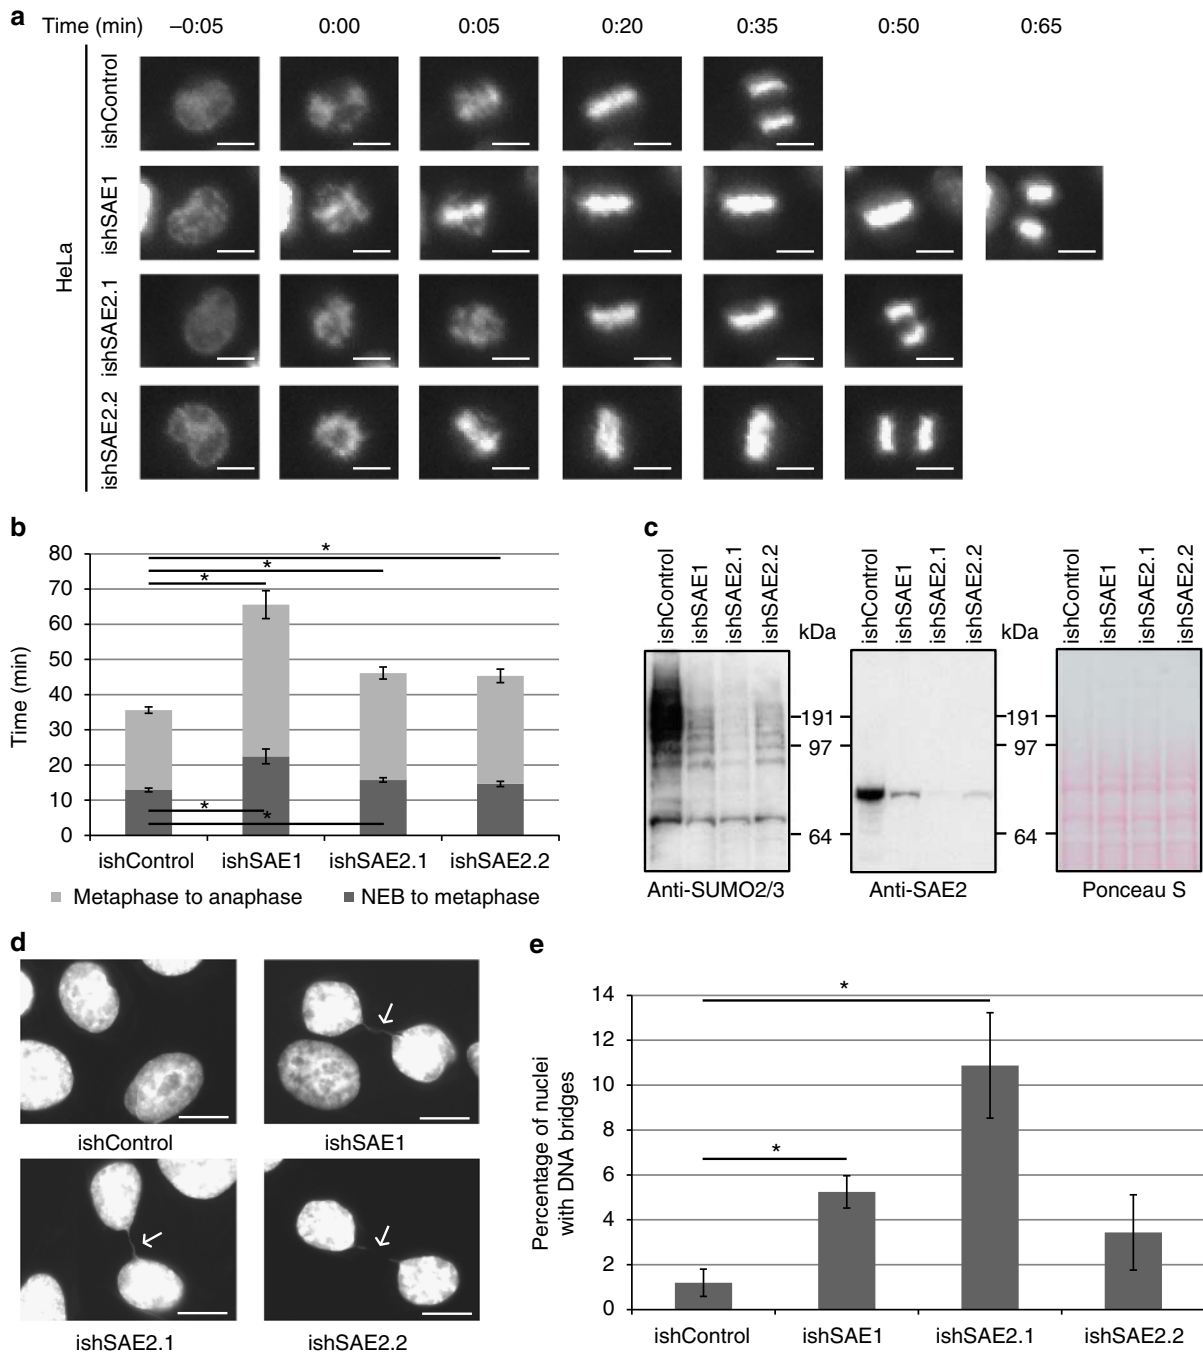 a
Time (min) –0:05 0:00 0:05 0:20 0:35 0:50 0:65
HeLa
ishControl
ishSAE1
ishSAE2.1
ishSAE2.2
b
Time (min)
80
70
60
50
40
30
20
10
0
*
*
*
*
*
ishControl ishSAE1 ishSAE2.1 ishSAE2.2
Metaphase to anaphase NEB to metaphase
c
ishControl
ishSAE1
ishSAE2.1
ishSAE2.2
kDa
191
97
64
Anti-SUMO2/3
ishControl
ishSAE1
ishSAE2.1
ishSAE2.2
kDa
191
97
64
Anti-SAE2
ishControl
ishSAE1
ishSAE2.1
ishSAE2.2
Ponceau S
d
ishControl ishSAE1
ishSAE2.1 ishSAE2.2
e
Percentage of nuclei
with DNA bridges
14
12
10
8
6
4
2
0
*
*
ishControl ishSAE1 ishSAE2.1 ishSAE2.2